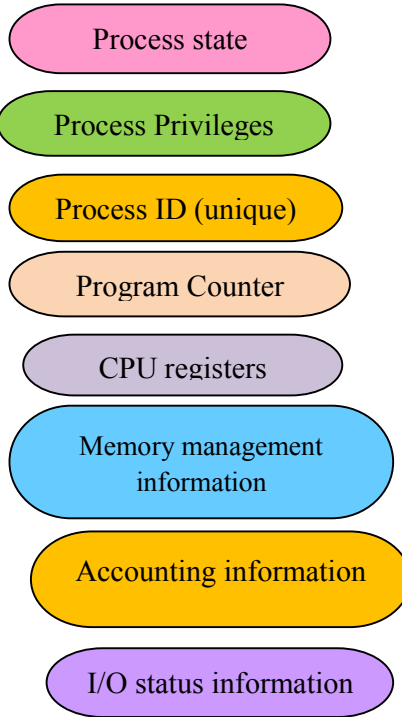 Process state
Process Privileges
Process ID (unique)
Program Counter
CPU registers
Memory management
information
Accounting information
I/O status information